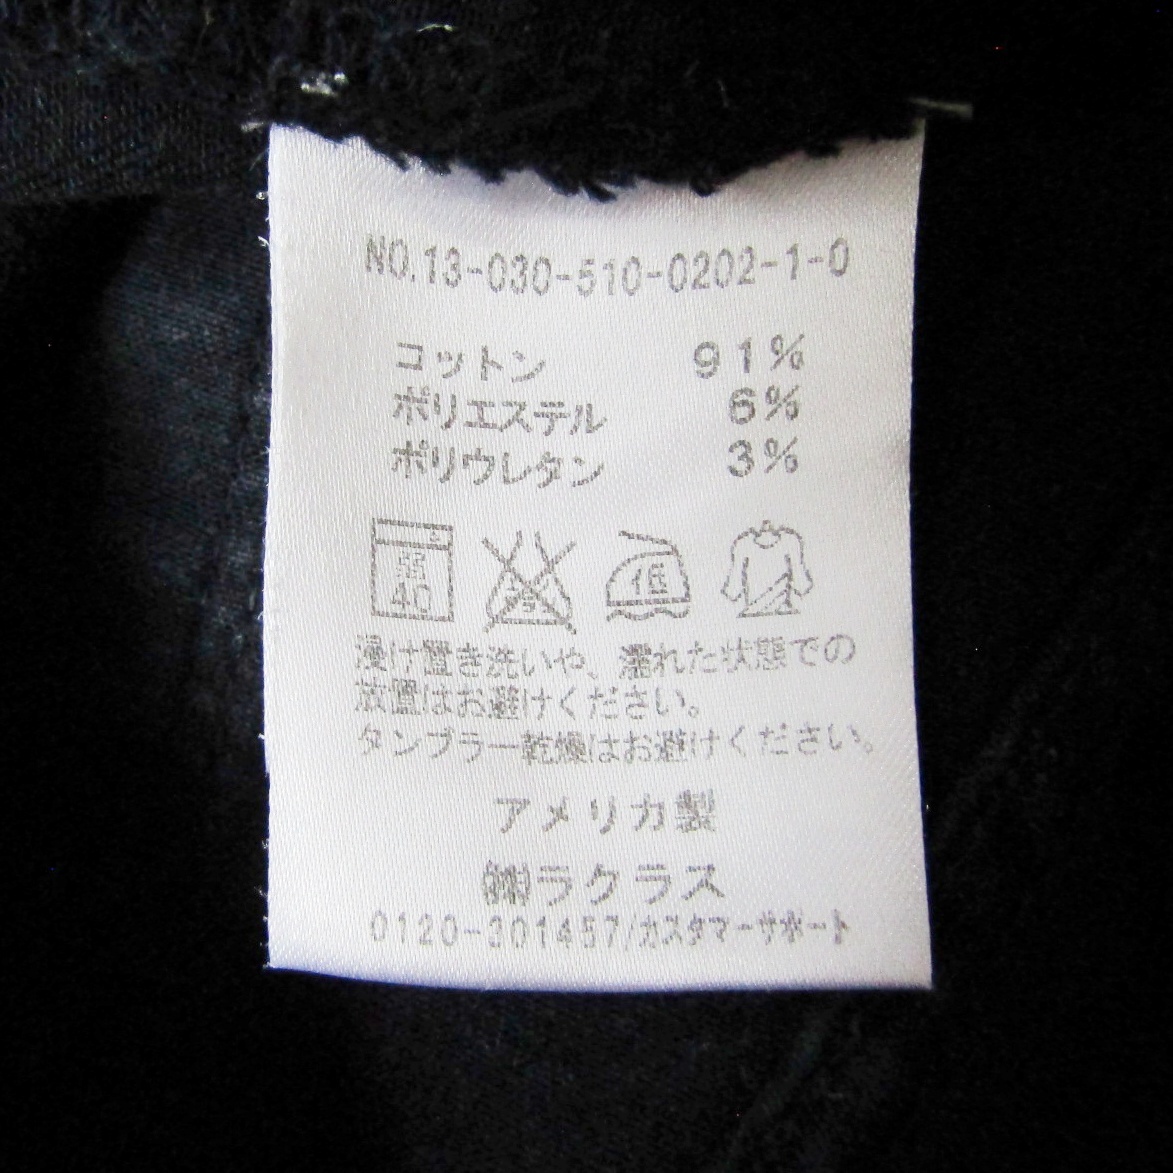 NO.13-030-510-0202-1-0
コットン 91%
ポリエステル 6%
ポリウレタン 3%
弱 低
40
浸け置き洗いや、濡れた状態での
放置はお避けください。
タンブラー乾燥はお避けください。
アメリカ製
㈱ラクラス
0120-301457/カスタマーサポート